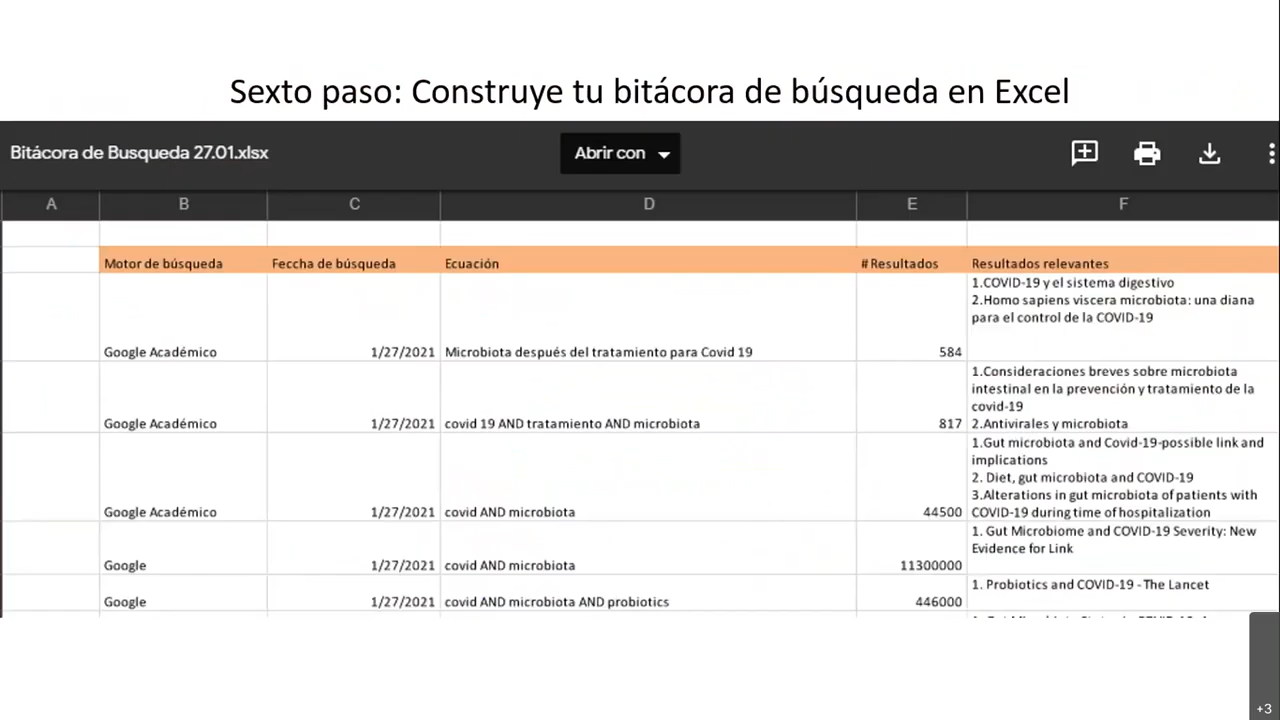 Sexto paso: Construye tu bitácora de búsqueda en Excel
Bitácora de Busqueda 27.01.xlsx
Abrir con
A B C D E F
Motor de búsqueda Feccha de búsqueda Ecuación # Resultados Resultados relevantes
1.COVID-19 y el sistema digestivo
2.Homo sapiens viscera microbiota: una diana
para el control de la COVID-19
Google Académico 1/27/2021 Microbiota después del tratamiento para Covid 19 584
1.Consideraciones breves sobre microbiota
intestinal en la prevención y tratamiento de la
covid-19
Google Académico 1/27/2021 covid 19 AND tratamiento AND microbiota 817 2.Antivirales y microbiota
1.Gut microbiota and Covid-19-possible link and
implications
2. Diet, gut microbiota and COVID-19
3.Alterations in gut microbiota of patients with
Google Académico 1/27/2021 covid AND microbiota 44500 COVID-19 during time of hospitalization
1. Gut Microbiome and COVID-19 Severity: New
Evidence for Link
Google 1/27/2021 covid AND microbiota 11300000
1. Probiotics and COVID-19 - The Lancet
Google 1/27/2021 covid AND microbiota AND probiotics 446000
+3